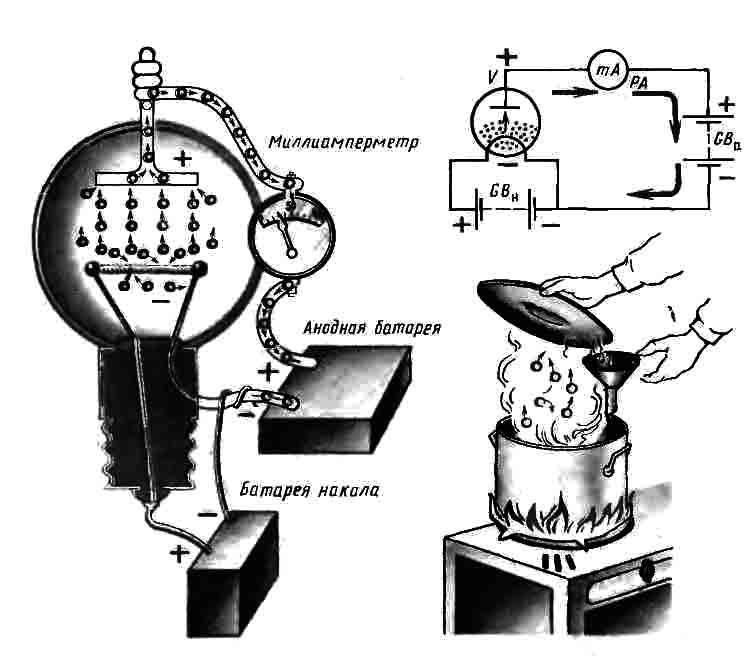 Миллиамперметр
Анодная батарея
Батарея накала
+
−
+
−
−
+
+
V
mA
PA
+
GBа
−
−
GBн
+
−